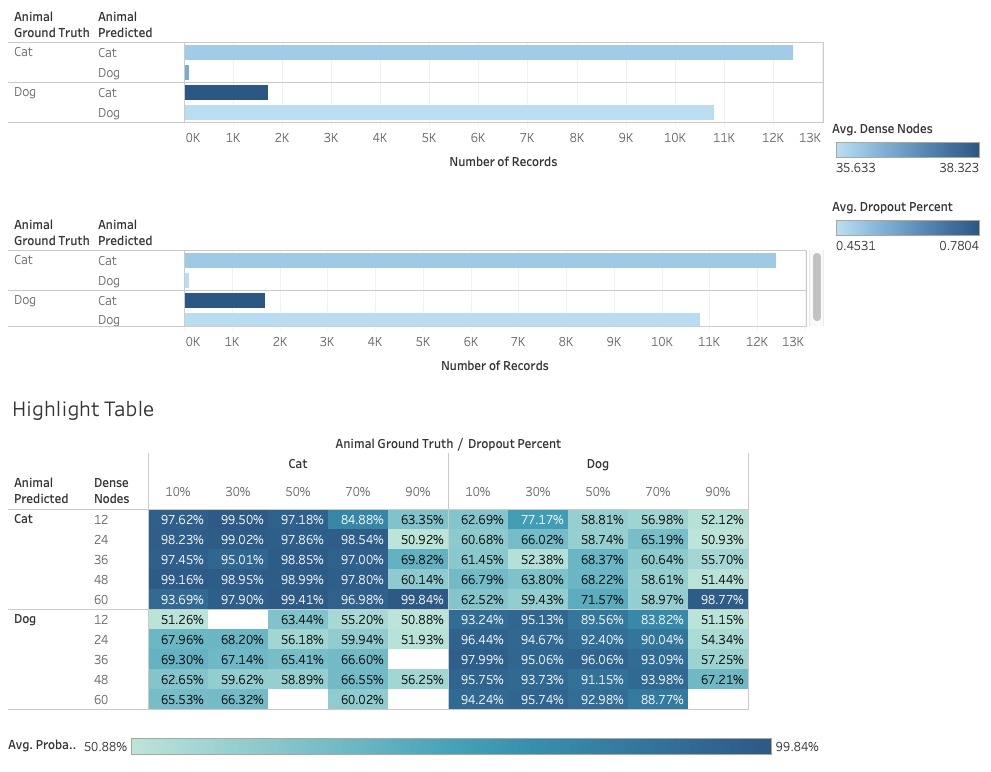 Animal Animal
Ground Truth Predicted
Cat Cat
Dog
Dog Cat
Dog
0K 1K 2K 3K 4K 5K 6K 7K 8K 9K 10K 11K 12K 13K
Number of Records
Avg. Dense Nodes
35.633 38.323
Avg. Dropout Percent
0.4531 0.7804
Animal Animal
Ground Truth Predicted
Cat Cat
Dog
Dog Cat
Dog
0K 1K 2K 3K 4K 5K 6K 7K 8K 9K 10K 11K 12K 13K
Number of Records
Highlight Table
Animal Ground Truth / Dropout Percent
Cat Dog
Animal Dense
Predicted Nodes 10% 30% 50% 70% 90% 10% 30% 50% 70% 90%
Cat 12 97.62% 99.50% 97.18% 84.88% 63.35% 62.69% 77.17% 58.81% 56.98% 52.12%
24 98.23% 99.02% 97.86% 98.54% 50.92% 60.68% 66.02% 58.74% 65.19% 50.93%
36 97.45% 95.01% 98.85% 97.00% 69.82% 61.45% 52.38% 68.37% 60.64% 55.70%
48 99.16% 98.95% 98.99% 97.80% 60.14% 66.79% 63.80% 68.22% 58.61% 51.44%
60 93.69% 97.90% 99.41% 96.98% 99.84% 62.52% 59.43% 71.57% 58.97% 98.77%
Dog 12 51.26% 63.44% 55.20% 50.88% 93.24% 95.13% 89.56% 83.82% 51.15%
24 67.96% 68.20% 56.18% 59.94% 51.93% 96.44% 94.67% 92.40% 90.04% 54.34%
36 69.30% 67.14% 65.41% 66.60% 97.99% 95.06% 96.06% 93.09% 57.25%
48 62.65% 59.62% 58.89% 66.55% 56.25% 95.75% 93.73% 91.15% 93.98% 67.21%
60 65.53% 66.32% 60.02% 94.24% 95.74% 92.98% 88.77%
Avg. Proba.. 50.88% 99.84%